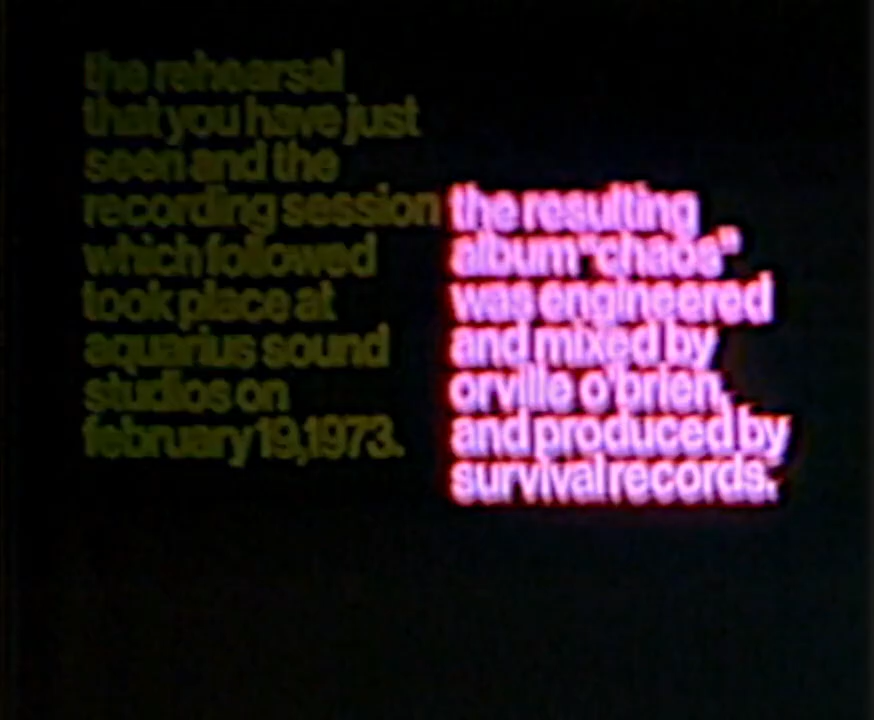 the rehearsal
that you have just
seen and the
recording session
which followed
took place at
aquarius sound
studios on
february 19, 1973.
the resulting
album "chaos"
was engineered
and mixed by
orville o'brien,
and produced by
survival records.